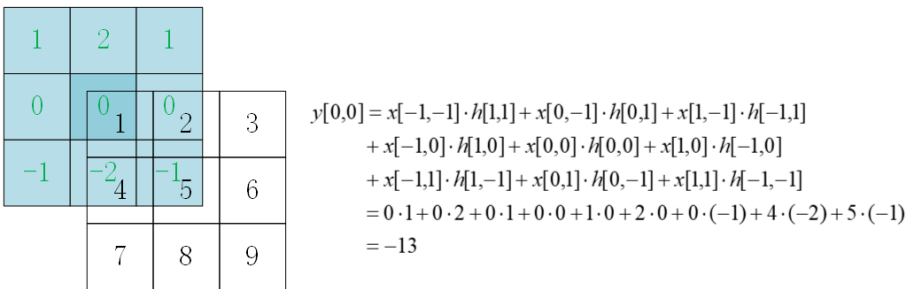 1 2 1
0 0 0
1 2 3
-1 -2 -1
4 5 6
7 8 9
y[0,0] = x[-1,-1]·h[1,1] + x[0,-1]·h[0,1] + x[1,-1]·h[-1,1]
+ x[-1,0]·h[1,0] + x[0,0]·h[0,0] + x[1,0]·h[-1,0]
+ x[-1,1]·h[1,-1] + x[0,1]·h[0,-1] + x[1,1]·h[-1,-1]
= 0·1 + 0·2 + 0·1 + 0·0 + 1·0 + 2·0 + 0·(-1) + 4·(-2) + 5·(-1)
= -13